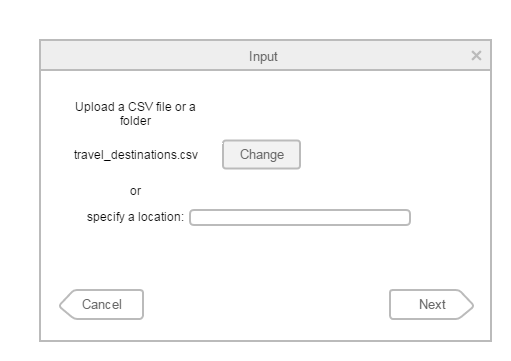 Input
Upload a CSV file or a
folder
travel_destinations.csv
Change
or
specify a location:
Cancel
Next